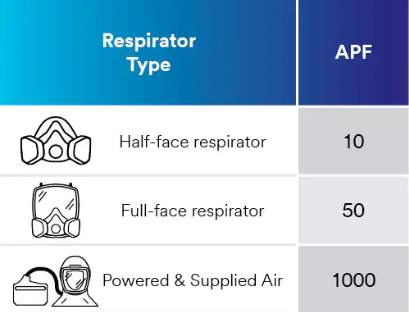 Respirator
Type
APF
Half-face respirator
10
Full-face respirator
50
Powered & Supplied Air
1000